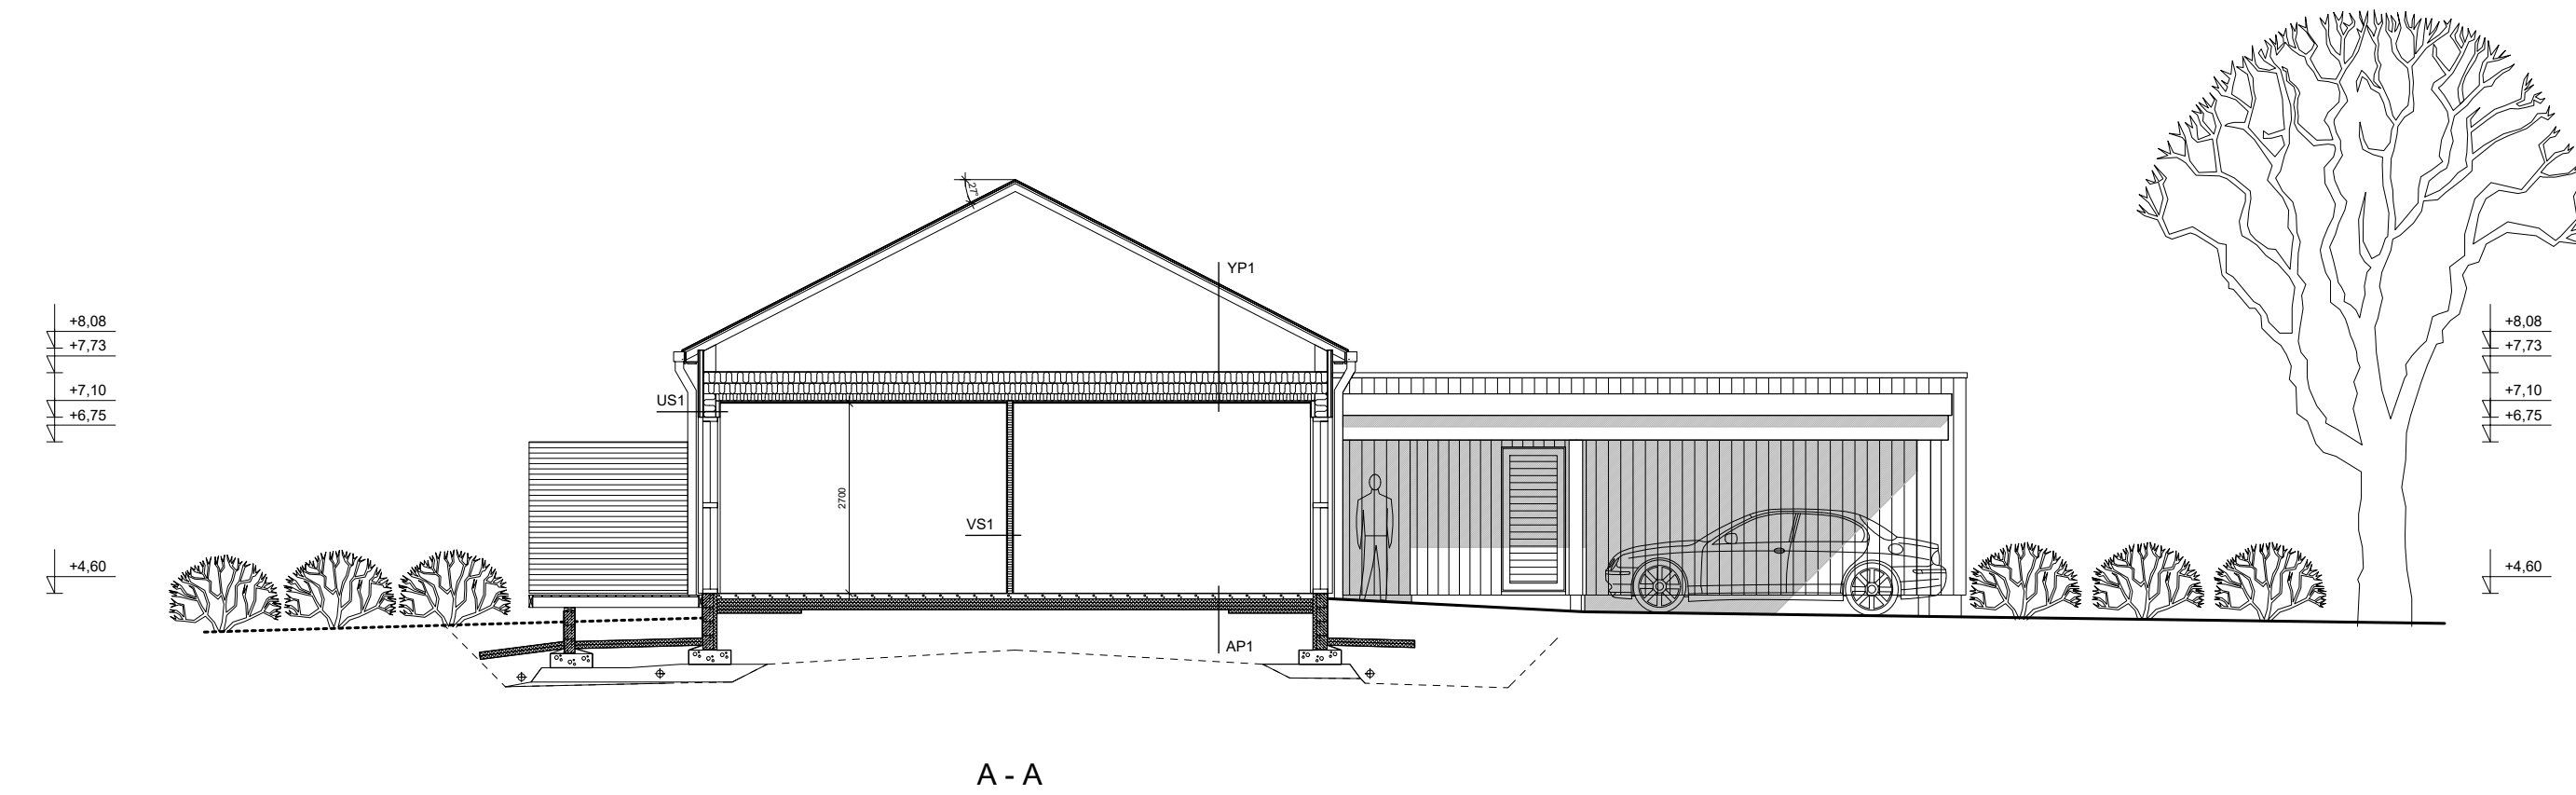 27°
YP1
+8,08
+7,73
+7,10
+6,75
US1
2700
VS1
+4,60
AP1
+8,08
+7,73
+7,10
+6,75
+4,60
A - A